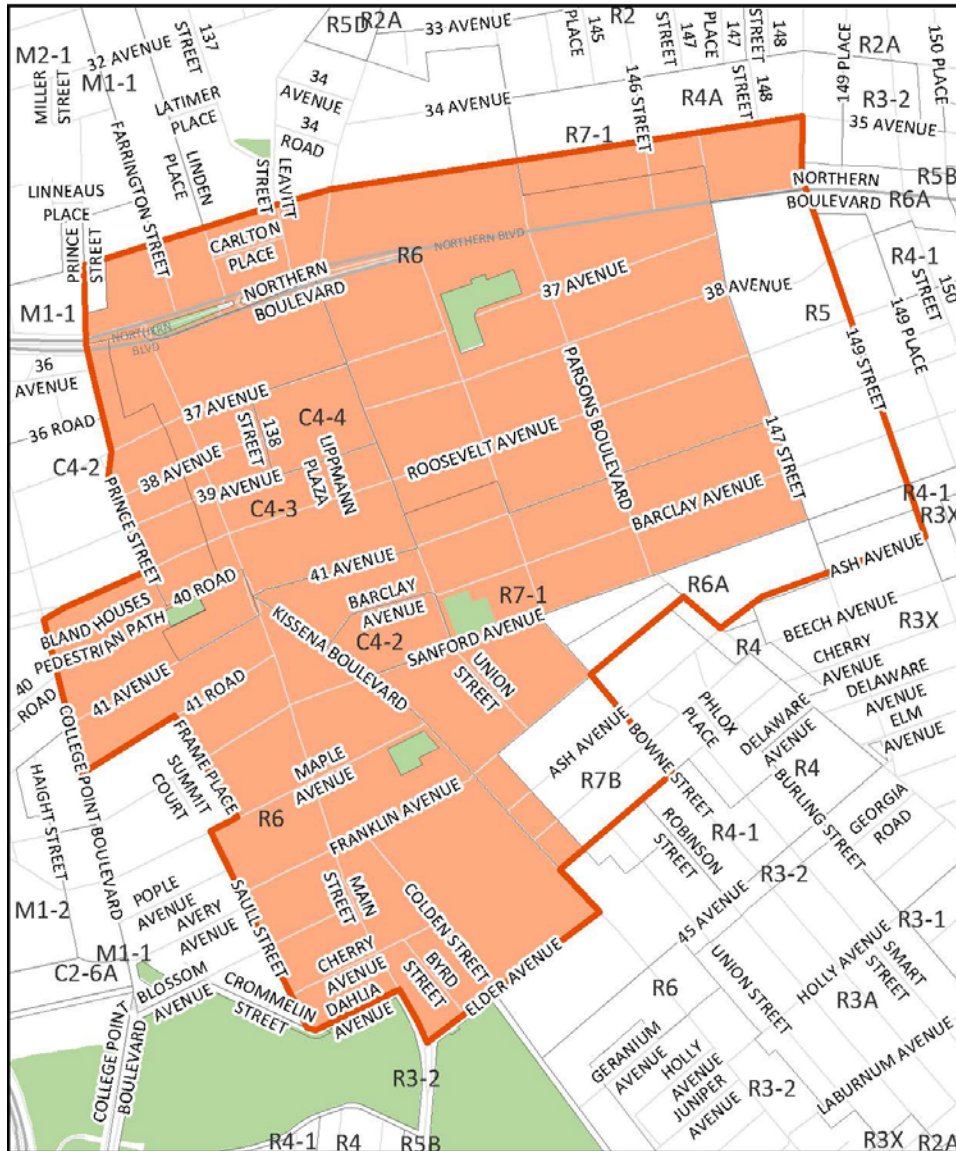 R5D
R2A
33 AVENUE
PLACE
145
R2
STREET
147
PLACE
147
STREET
148
R2A
150 PLACE
M2-1
32 AVENUE
137
STREET
M1-1
MILLER
STREET
LATIMER
PLACE
34
AVENUE
34
ROAD
34 AVENUE
146 STREET
R4A
STREET
148
149 PLACE
R3-2
35 AVENUE
FARRINGTON STREET
LINDEN
PLACE
STREET
LEAVITT
R7-1
LINNEAUS
PLACE
PRINCE
STREET
NORTHERN
BOULEVARD
R5B
R6A
CARLTON
PLACE
R6
NORTHERN BLVD
NORTHERN
BOULEVARD
NORTHERN
BLVD
M1-1
37 AVENUE
38 AVENUE
R4-1
STREET
150
149 PLACE
R5
149 STREET
36
AVENUE
36 ROAD
37 AVENUE
PARSONS BOULEVARD
C4-4
138
STREET
LIPPMANN
PLAZA
ROOSEVELT AVENUE
147 STREET
C4-2
38 AVENUE
39 AVENUE
C4-3
PRINCE STREET
BARCLAY AVENUE
R4-1
R3X
41 AVENUE
ASH AVENUE
BLAND HOUSES
PEDESTRIAN PATH
40 ROAD
BARCLAY
AVENUE
R7-1
R6A
KISSENA BOULEVARD
C4-2
SANFORD AVENUE
R4
BEECH AVENUE
R3X
CHERRY
AVENUE
DELAWARE
AVENUE
ELM
AVENUE
40
ROAD
41 AVENUE
41 ROAD
UNION
STREET
COLLEGE POINT BOULEVARD
FRAME PLACE
SUMMIT
COURT
HAIGHT STREET
MAPLE
AVENUE
ASH AVENUE
BOWNE STREET
PHLOX
PLACE
DELAWARE
AVENUE
R4
BURLING STREET
R7B
R6
FRANKLIN AVENUE
ROBINSON
STREET
R4-1
GEORGIA
ROAD
R3-2
M1-2
POPLE
AVENUE
AVERY
AVENUE
SAULL STREET
MAIN
STREET
COLDEN STREET
45 AVENUE
R3-1
M1-1
C2-6A
BLOSSOM
AVENUE
CHERRY
AVENUE
BYRD
STREET
ELDER AVENUE
CROMMELIN
STREET
DAHLIA
AVENUE
HOLLY AVENUE
SMART
STREET
R3A
UNION STREET
R6
GERANIUM
AVENUE
HOLLY
AVENUE
JUNIPER
AVENUE
LABURNUM AVENUE
COLLEGE POINT
BOULEVARD
R3-2
R3-2
R4-1
R4
R5B
R3X
R2A